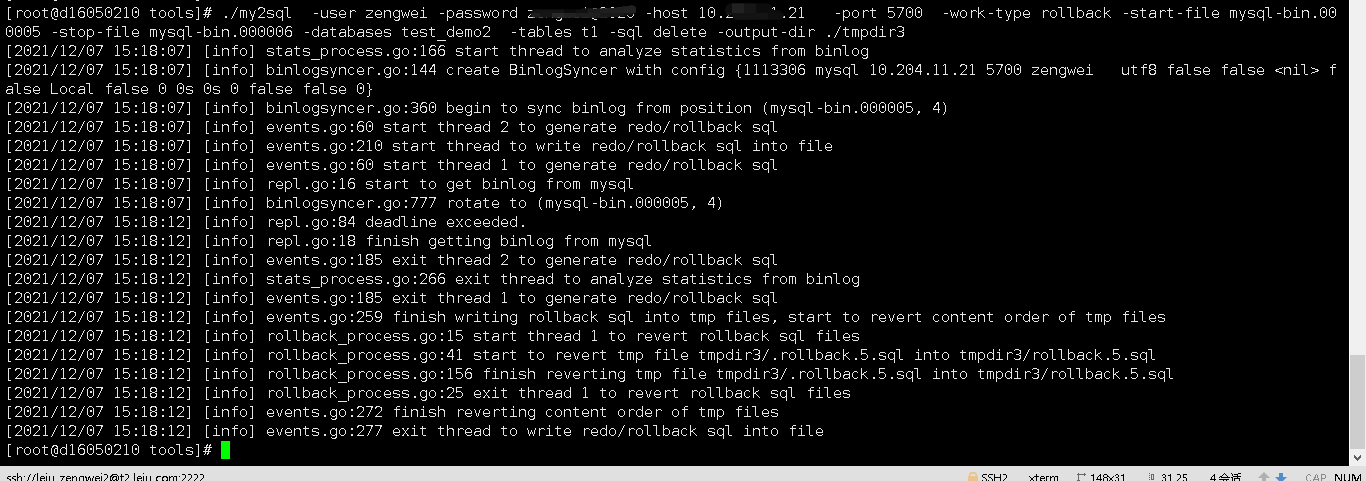 [root@d16050210 tools]# ./my2sql  -user zengwei -password -host 10. .21   -port 5700  -work-type rollback -start-file mysql-bin.00
0005 -stop-file mysql-bin.000006 -databases test_demo2  -tables t1 -sql delete -output-dir ./tmpdir3
[2021/12/07 15:18:07] [info] stats_process.go:166 start thread to analyze statistics from binlog
[2021/12/07 15:18:07] [info] binlogsyncer.go:144 create BinlogSyncer with config {1113306 mysql 10.204.11.21 5700 zengwei   utf8 false false <nil> f
alse Local false 0 0s 0s 0 false false 0}
[2021/12/07 15:18:07] [info] binlogsyncer.go:360 begin to sync binlog from position (mysql-bin.000005, 4)
[2021/12/07 15:18:07] [info] events.go:60 start thread 2 to generate redo/rollback sql
[2021/12/07 15:18:07] [info] events.go:210 start thread to write redo/rollback sql into file
[2021/12/07 15:18:07] [info] events.go:60 start thread 1 to generate redo/rollback sql
[2021/12/07 15:18:07] [info] repl.go:16 start to get binlog from mysql
[2021/12/07 15:18:07] [info] binlogsyncer.go:777 rotate to (mysql-bin.000005, 4)
[2021/12/07 15:18:12] [info] repl.go:84 deadline exceeded.
[2021/12/07 15:18:12] [info] repl.go:18 finish getting binlog from mysql
[2021/12/07 15:18:12] [info] events.go:185 exit thread 2 to generate redo/rollback sql
[2021/12/07 15:18:12] [info] stats_process.go:266 exit thread to analyze statistics from binlog
[2021/12/07 15:18:12] [info] events.go:185 exit thread 1 to generate redo/rollback sql
[2021/12/07 15:18:12] [info] events.go:259 finish writing rollback sql into tmp files, start to revert content order of tmp files
[2021/12/07 15:18:12] [info] rollback_process.go:15 start thread 1 to revert rollback sql files
[2021/12/07 15:18:12] [info] rollback_process.go:41 start to revert tmp file tmpdir3/.rollback.5.sql into tmpdir3/rollback.5.sql
[2021/12/07 15:18:12] [info] rollback_process.go:156 finish reverting tmp file tmpdir3/.rollback.5.sql into tmpdir3/rollback.5.sql
[2021/12/07 15:18:12] [info] rollback_process.go:25 exit thread 1 to revert rollback sql files
[2021/12/07 15:18:12] [info] events.go:272 finish reverting content order of tmp files
[2021/12/07 15:18:12] [info] events.go:277 exit thread to write redo/rollback sql into file
[root@d16050210 tools]#
ssh://leju_zengwei2@t2.leju.com:2222 SSH2 xterm 148x31 31,25 4 会话 CAP NUM